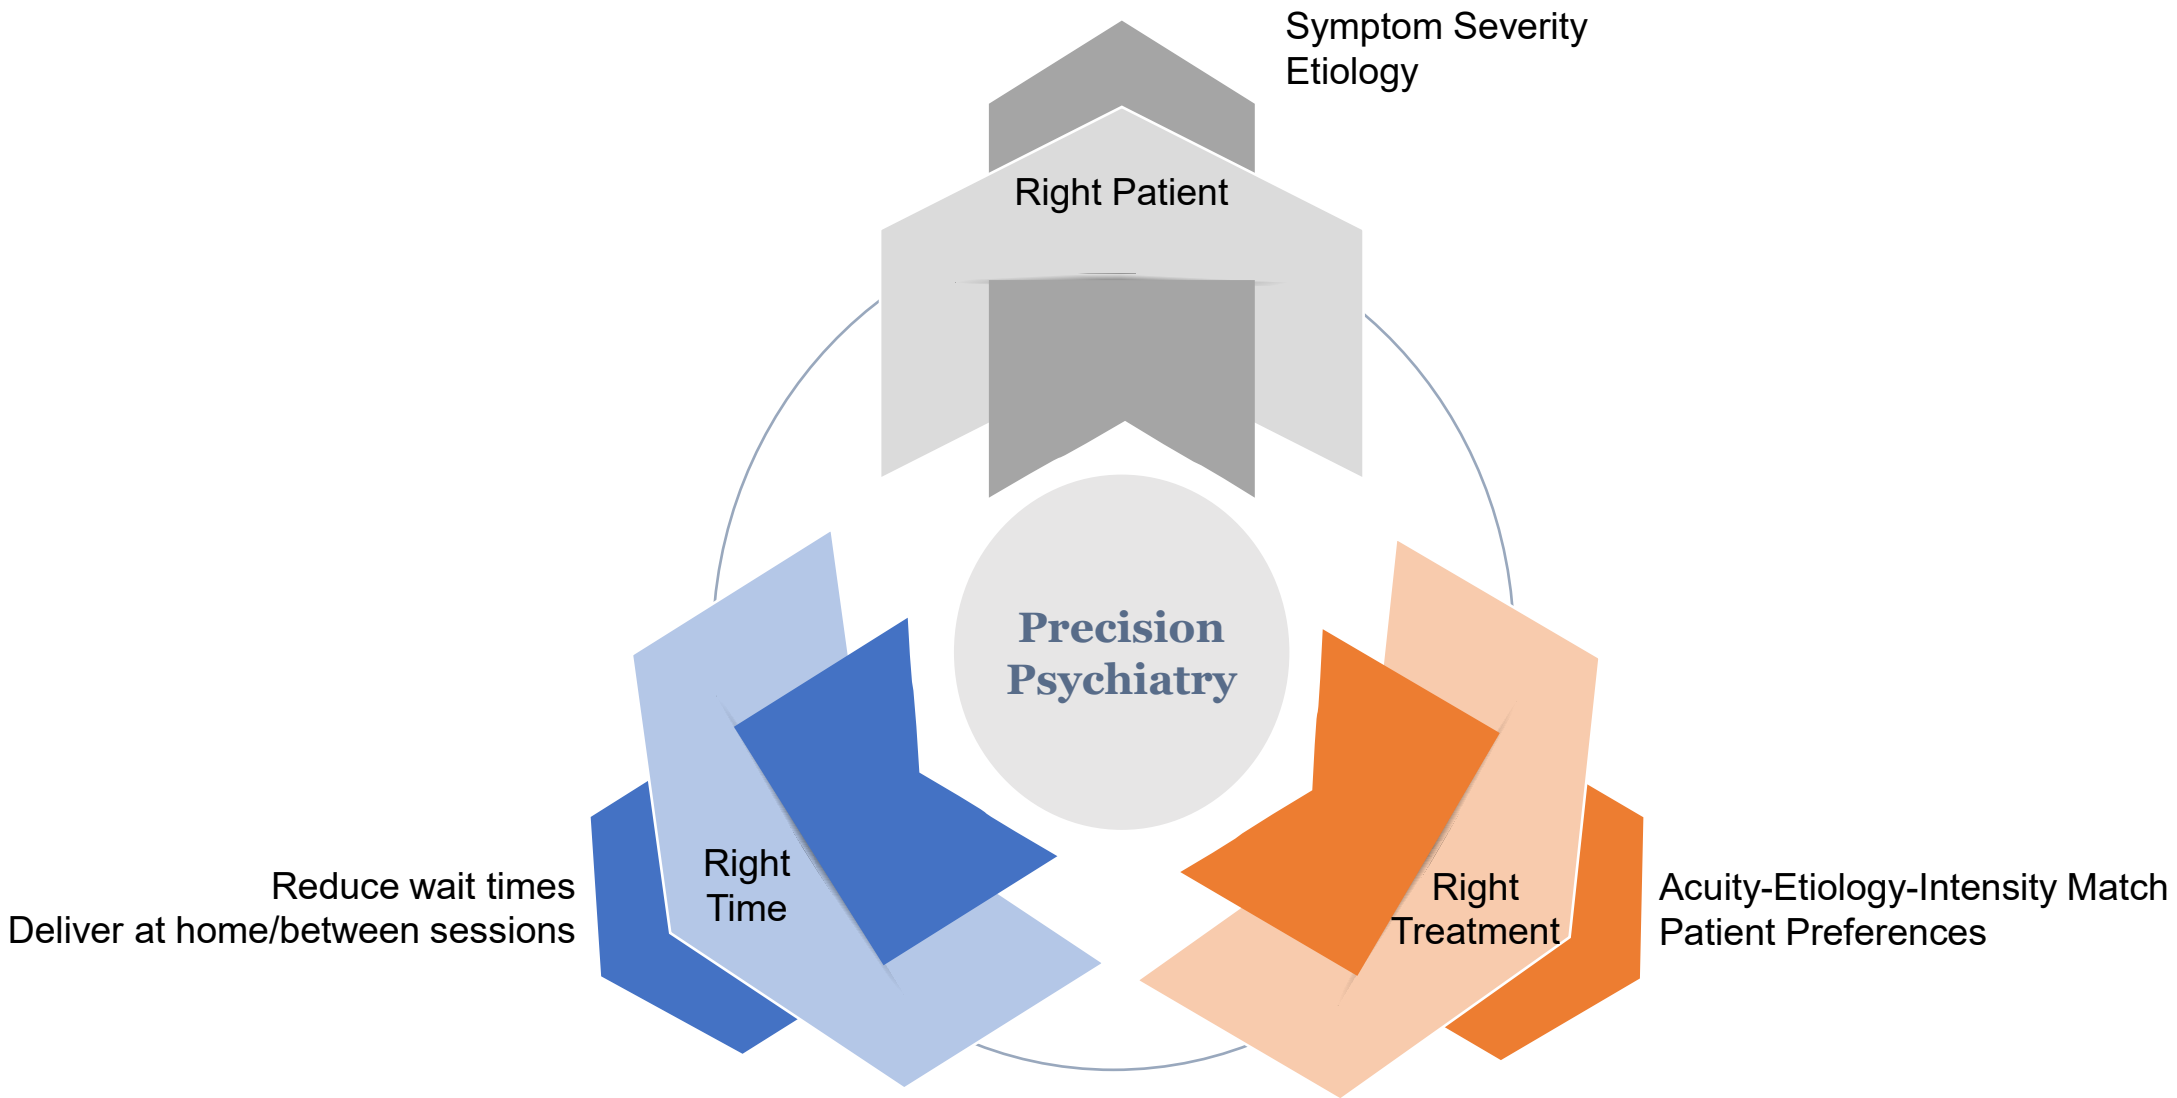 Symptom Severity
Etiology
Right Patient
Precision
Psychiatry
Right
Time
Reduce wait times
Deliver at home/between sessions
Right
Treatment
Acuity-Etiology-Intensity Match
Patient Preferences